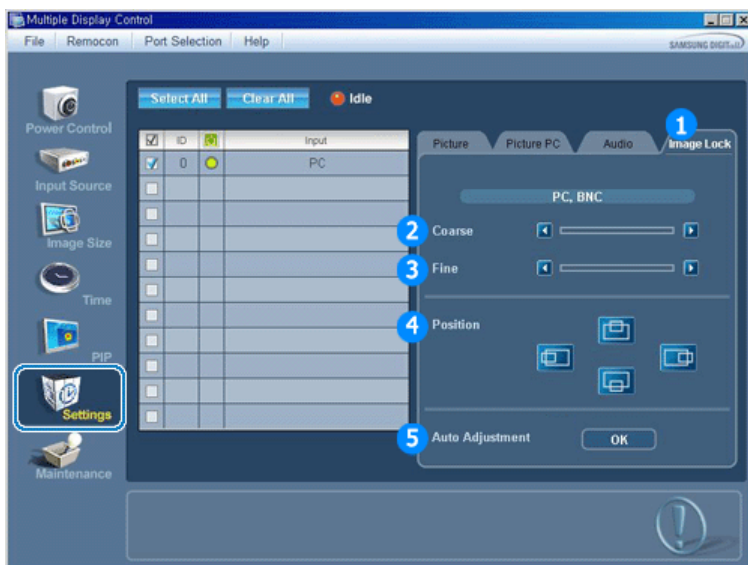 Multiple Display Control
File Remocon Port Selection Help
SAMSUNG DIGITall
Select All Clear All Idle
Power Control
Input Source
Image Size
Time
PIP
Settings
Maintenance
ID Input
0 PC
1
Picture Picture PC Audio Image Lock
PC, BNC
2 Coarse
3 Fine
4 Position
5 Auto Adjustment OK